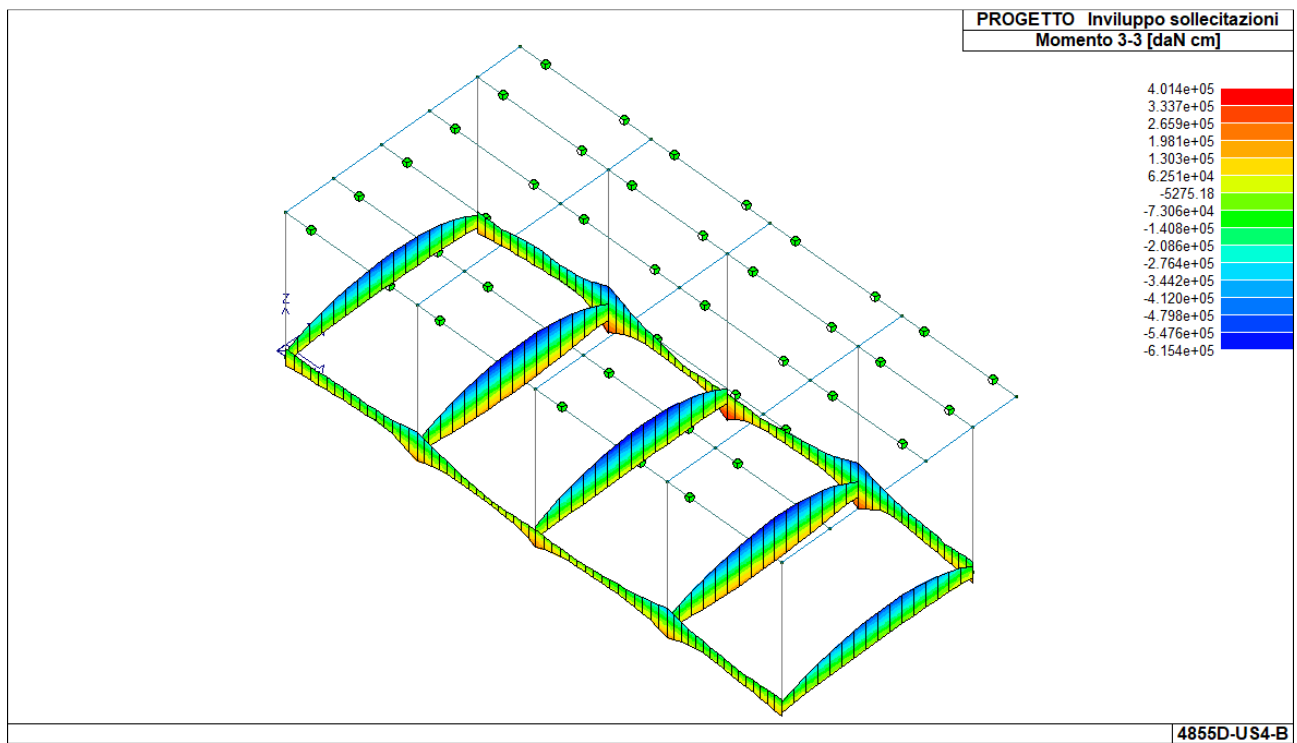 PROGETTO Inviluppo sollecitazioni
Momento 3-3 [daN cm]
4.014e+05
3.337e+05
2.659e+05
1.981e+05
1.303e+05
6.251e+04
-5275.18
-7.306e+04
-1.408e+05
-2.086e+05
-2.764e+05
-3.442e+05
-4.120e+05
-4.798e+05
-5.476e+05
-6.154e+05
Z
4855D-US4-B